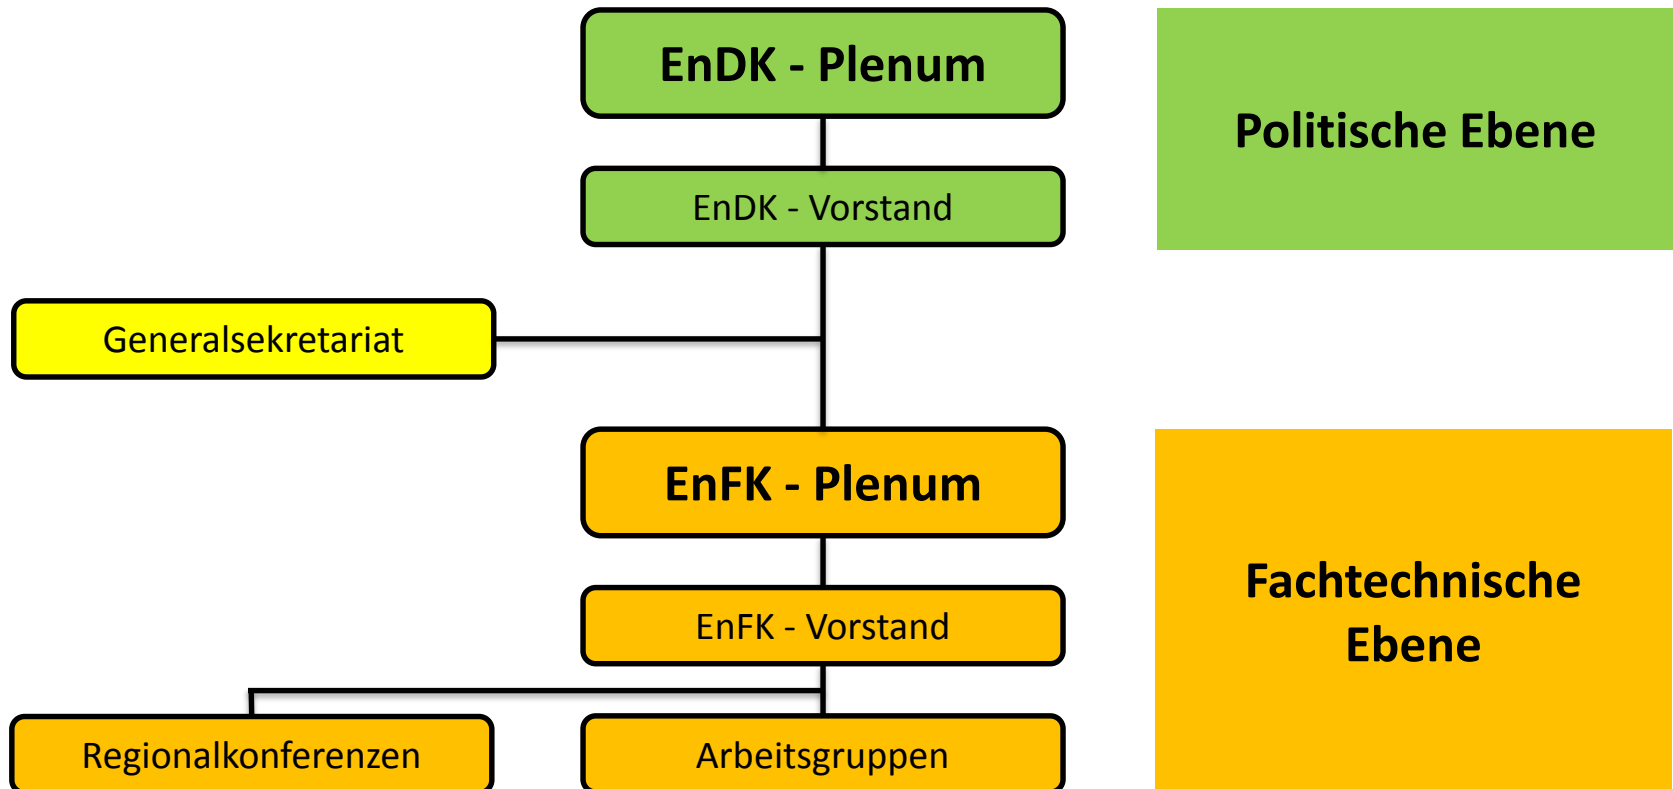 EnDK - Plenum
Politische Ebene
EnDK - Vorstand
Generalsekretariat
EnFK - Plenum
Fachtechnische
Ebene
EnFK - Vorstand
Regionalkonferenzen
Arbeitsgruppen